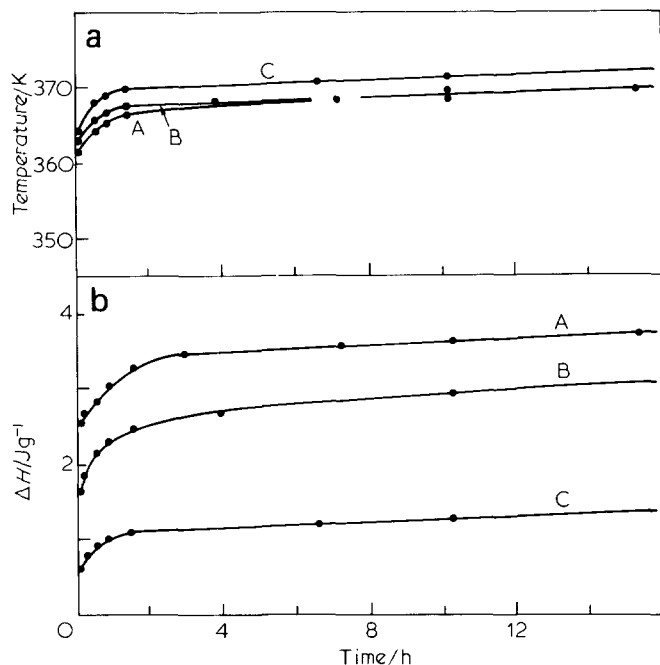 a
Temperature/K
370
360
350
C
A
B
b
ΔH/Jg⁻¹
4
2
A
B
C
0
4
8
12
Time/h